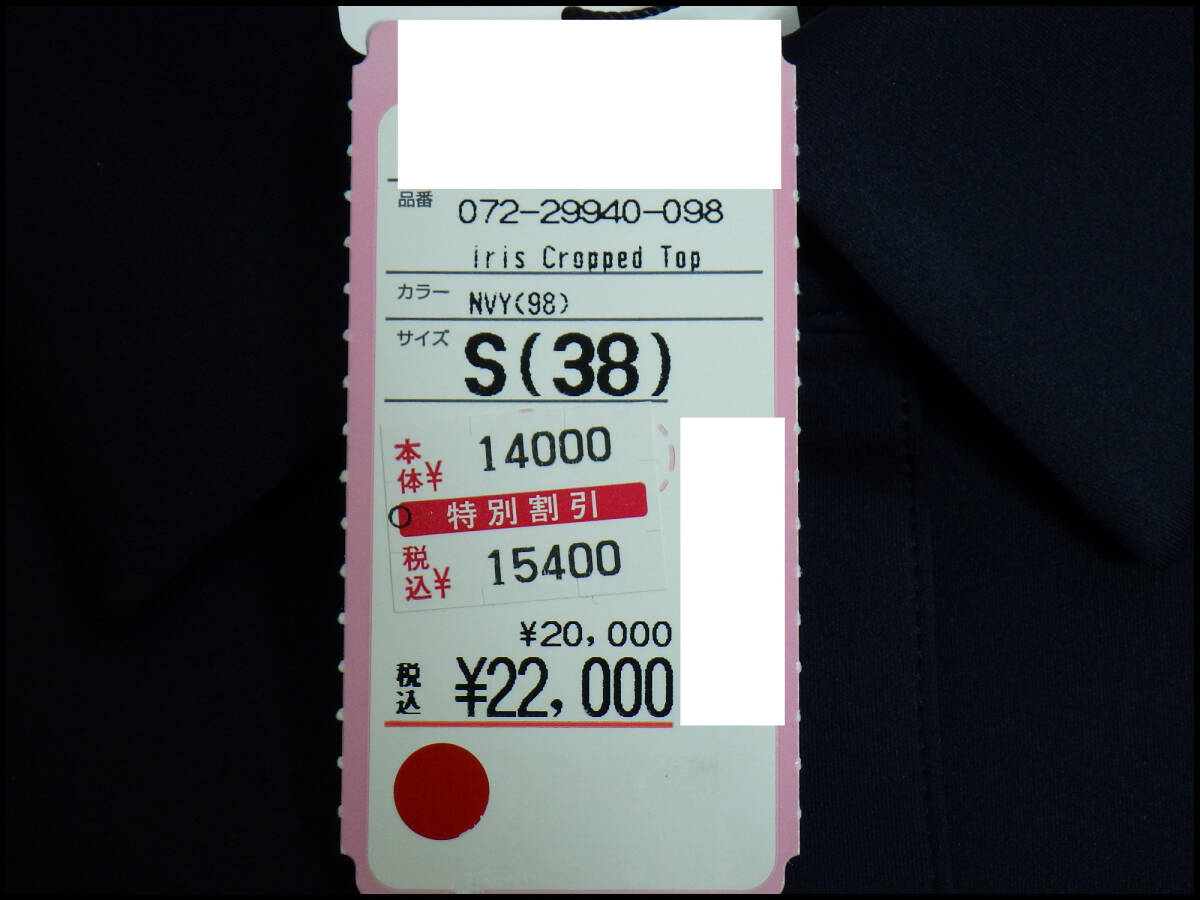 品番 072-29940-098
iris Cropped Top
カラー NVY(98)
サイズ S(38)
本体¥ 14000
特別割引
税込¥ 15400
¥20,000
税込 ¥22,000